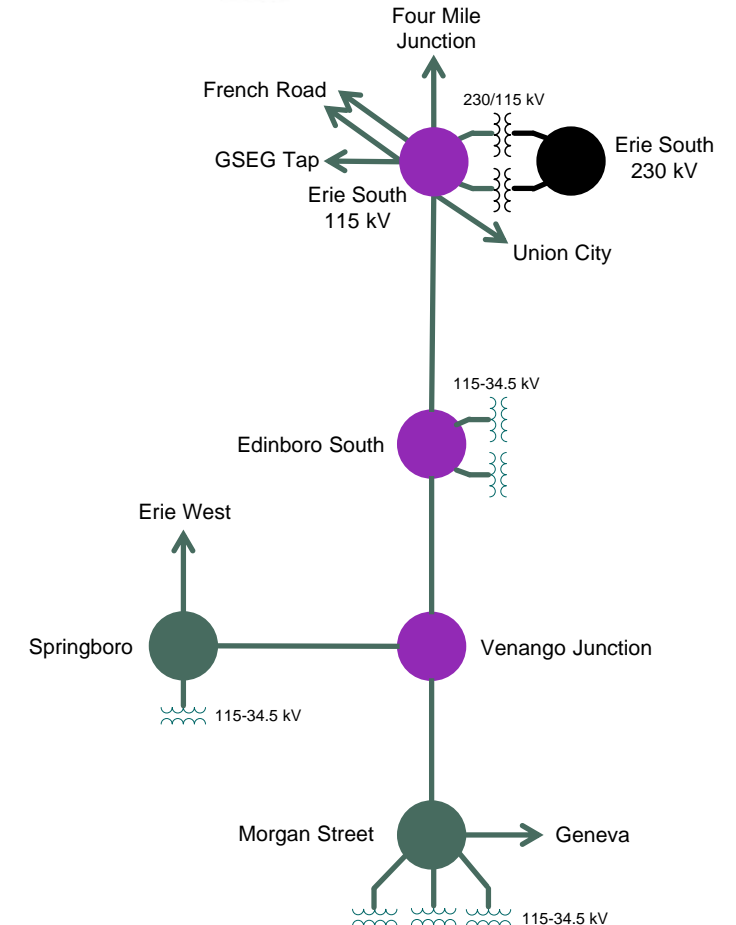 Four Mile
Junction
French Road
230/115 kV
GSEG Tap
Erie South
230 kV
Erie South
115 kV
Union City
115-34.5 kV
Edinboro South
Erie West
Springboro
Venango Junction
115-34.5 kV
Morgan Street
Geneva
115-34.5 kV